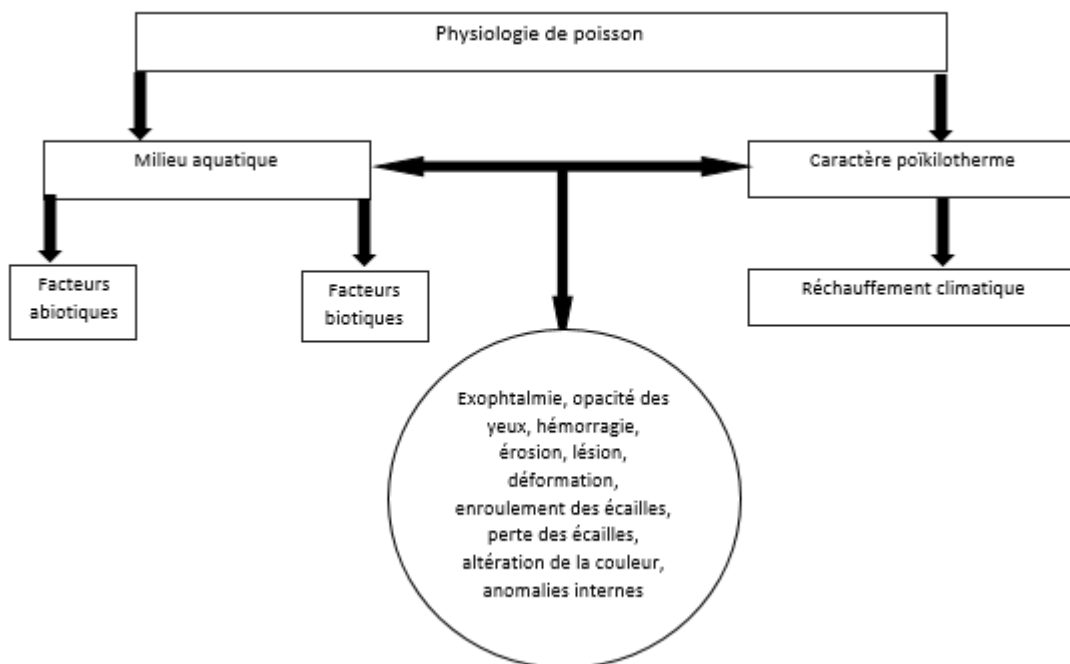 Physiologie de poisson
Milieu aquatique
Caractère poïkilotherme
Facteurs
abiotiques
Facteurs
biotiques
Réchauffement climatique
Exophtalmie, opacité des
yeux, hémorragie,
érosion, lésion,
déformation,
enroulement des écailles,
perte des écailles,
altération de la couleur,
anomalies internes